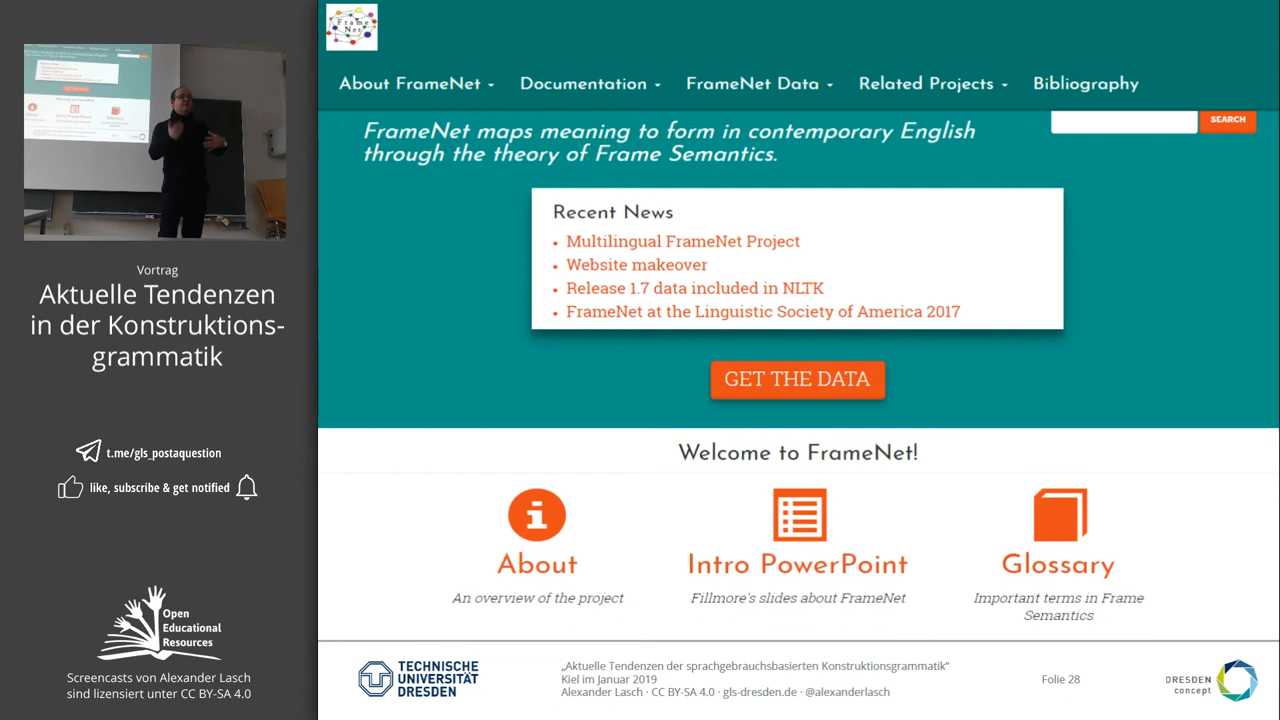 Vortrag
Aktuelle Tendenzen
in der Konstruktions-
grammatik
t.me/gls_postaquestion
like, subscribe & get notified
Open
Educational
Resources
Screencasts von Alexander Lasch
sind lizensiert unter CC BY-SA 4.0
Frame
Net
About FrameNet
Documentation
FrameNet Data
Related Projects
Bibliography
FrameNet maps meaning to form in contemporary English
through the theory of Frame Semantics.
SEARCH
Recent News
• Multilingual FrameNet Project
• Website makeover
• Release 1.7 data included in NLTK
• FrameNet at the Linguistic Society of America 2017
GET THE DATA
Welcome to FrameNet!
About
An overview of the project
Intro PowerPoint
Fillmore's slides about FrameNet
Glossary
Important terms in Frame
Semantics
TECHNISCHE
UNIVERSITÄT
DRESDEN
„Aktuelle Tendenzen der sprachgebrauchsbasierten Konstruktionsgrammatik“
Kiel im Januar 2019
Alexander Lasch · CC BY-SA 4.0 · gls-dresden.de · @alexanderlasch
Folie 28
DRESDEN
concept